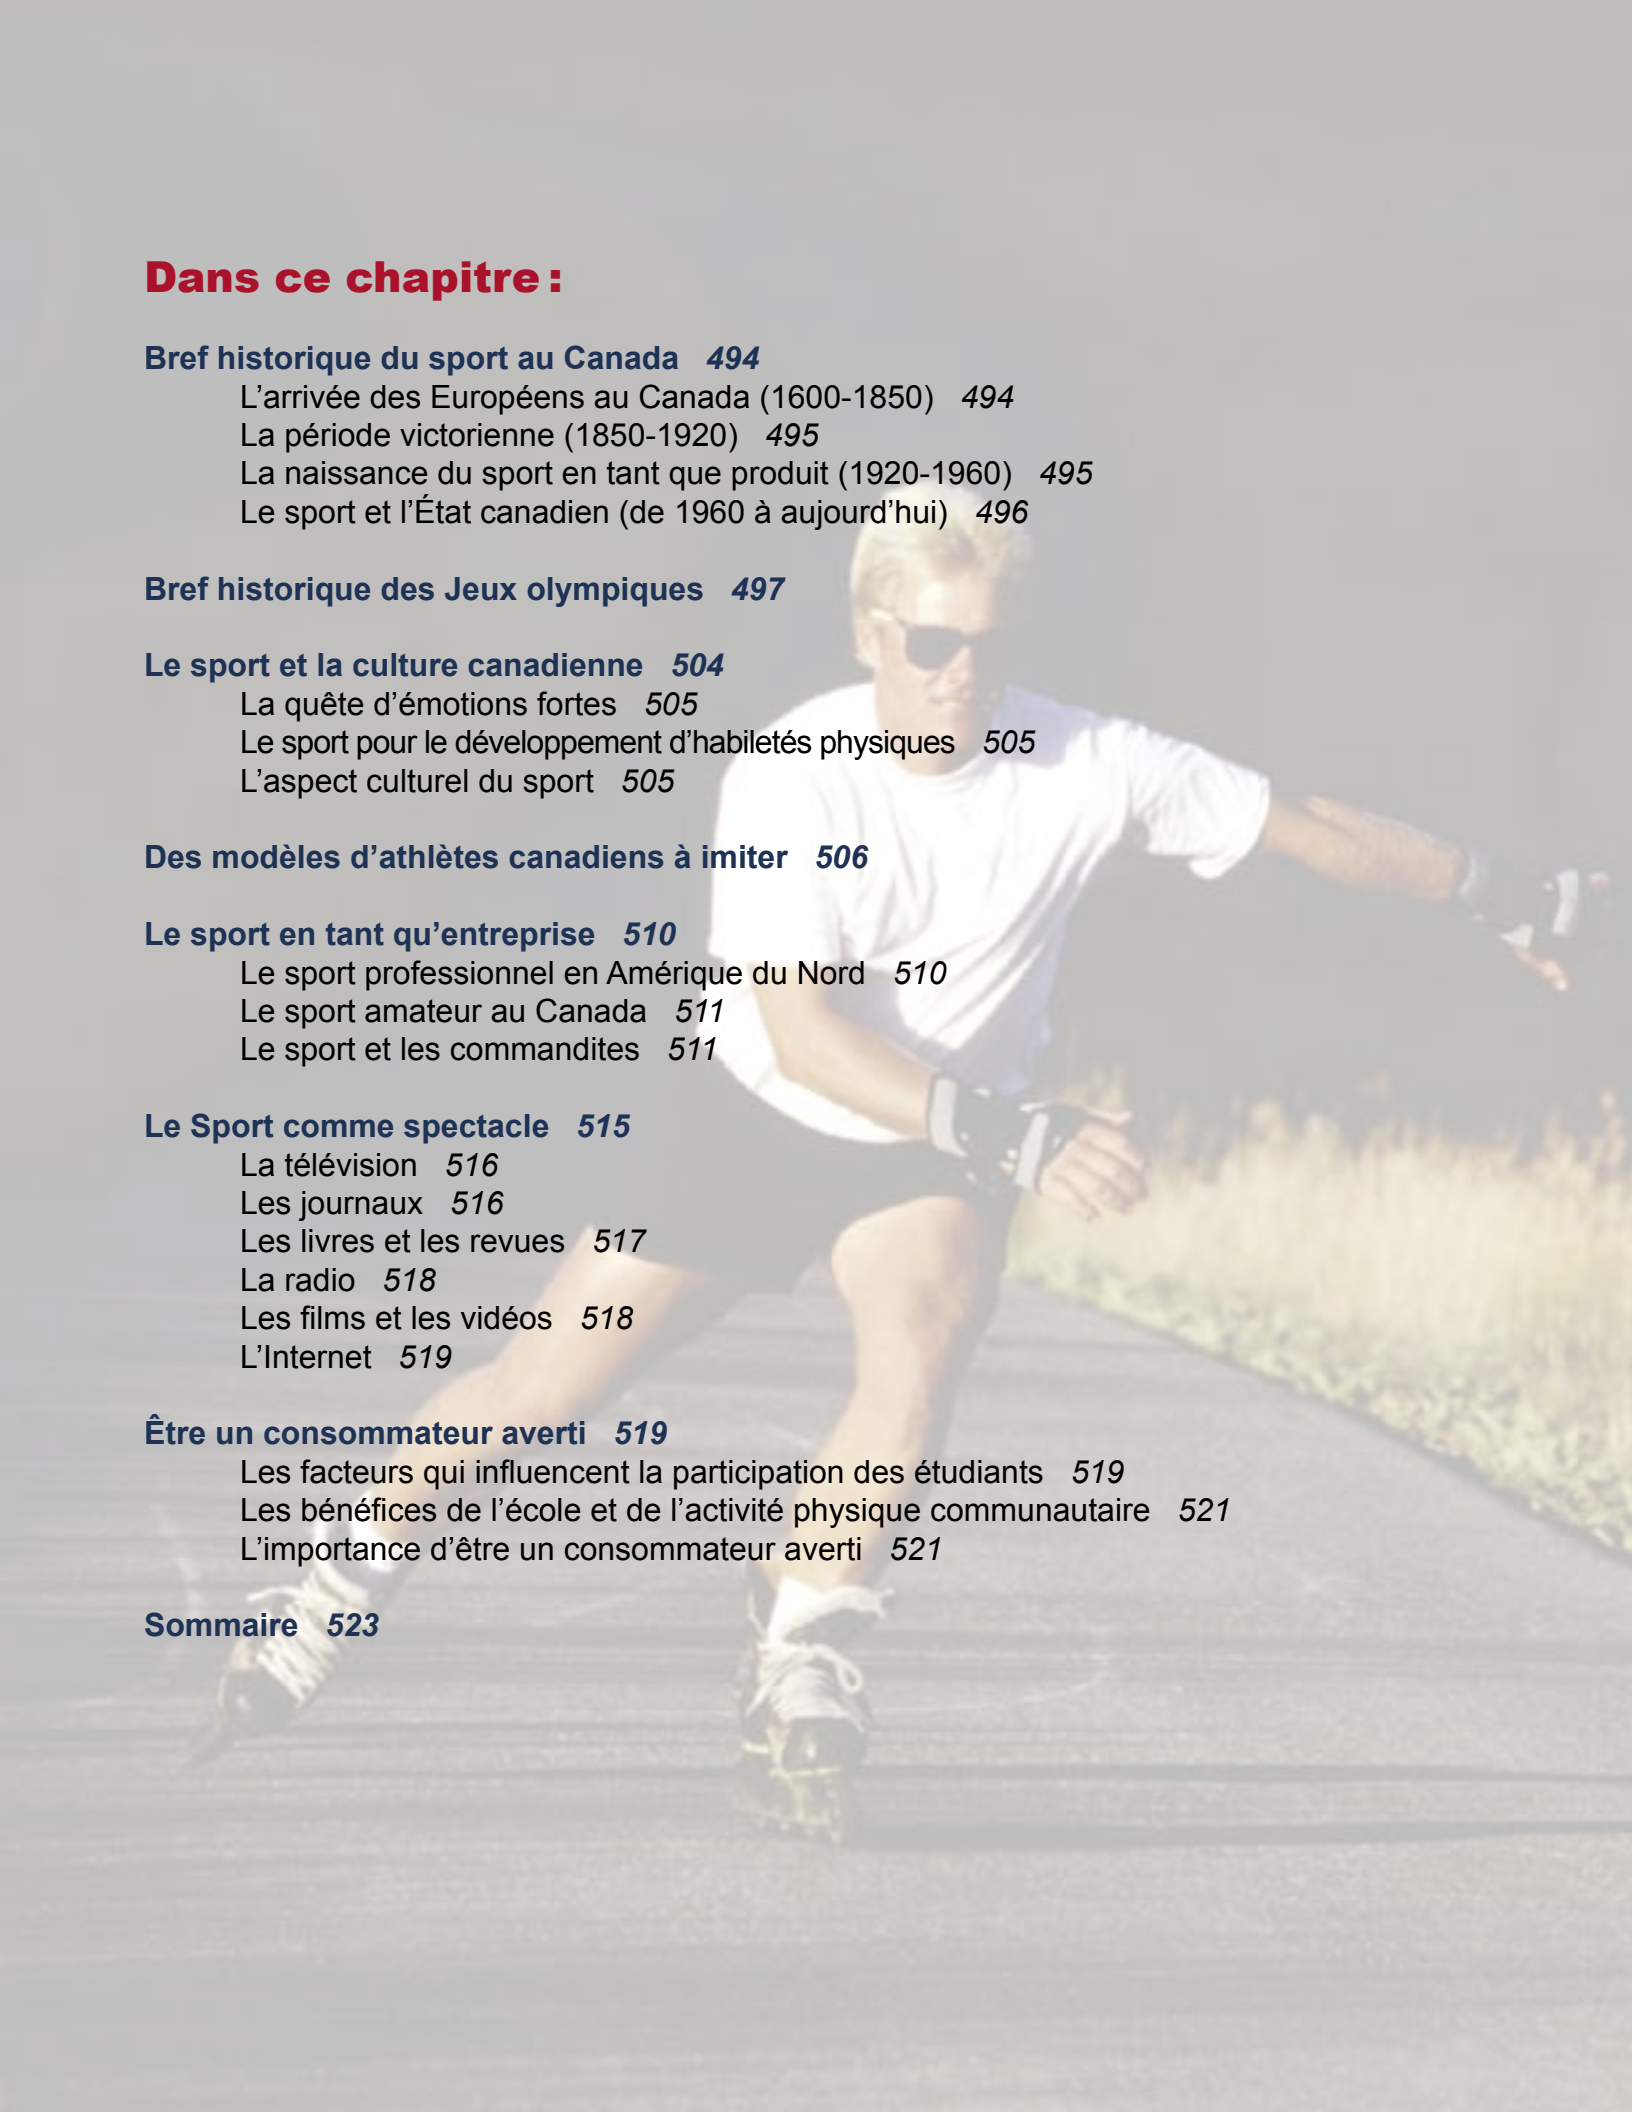 Dans ce chapitre :
Bref historique du sport au Canada 494
L’arrivée des Européens au Canada (1600-1850) 494
La période victorienne (1850-1920) 495
La naissance du sport en tant que produit (1920-1960) 495
Le sport et l’État canadien (de 1960 à aujourd’hui) 496
Bref historique des Jeux olympiques 497
Le sport et la culture canadienne 504
La quête d’émotions fortes 505
Le sport pour le développement d’habiletés physiques 505
L’aspect culturel du sport 505
Des modèles d’athlètes canadiens à imiter 506
Le sport en tant qu’entreprise 510
Le sport professionnel en Amérique du Nord 510
Le sport amateur au Canada 511
Le sport et les commandites 511
Le Sport comme spectacle 515
La télévision 516
Les journaux 516
Les livres et les revues 517
La radio 518
Les films et les vidéos 518
L’Internet 519
Être un consommateur averti 519
Les facteurs qui influencent la participation des étudiants 519
Les bénéfices de l’école et de l’activité physique communautaire 521
L’importance d’être un consommateur averti 521
Sommaire 523